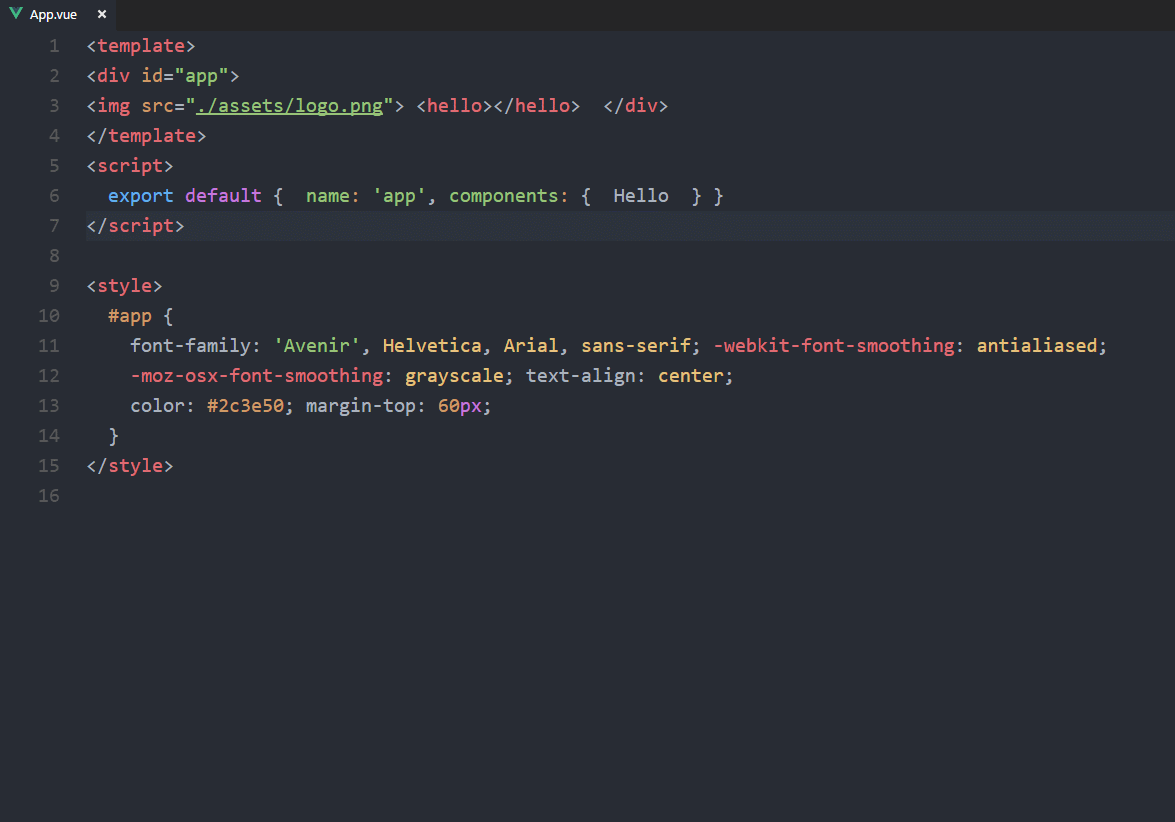 App.vue ×
1 <template>
2 <div id="app">
3 <img src="./assets/logo.png"> <hello></hello>  </div>
4 </template>
5 <script>
6   export default {  name: 'app', components: {  Hello  } }
7 </script>
8
9 <style>
10   #app {
11     font-family: 'Avenir', Helvetica, Arial, sans-serif; -webkit-font-smoothing: antialiased;
12     -moz-osx-font-smoothing: grayscale; text-align: center;
13     color: #2c3e50; margin-top: 60px;
14   }
15 </style>
16